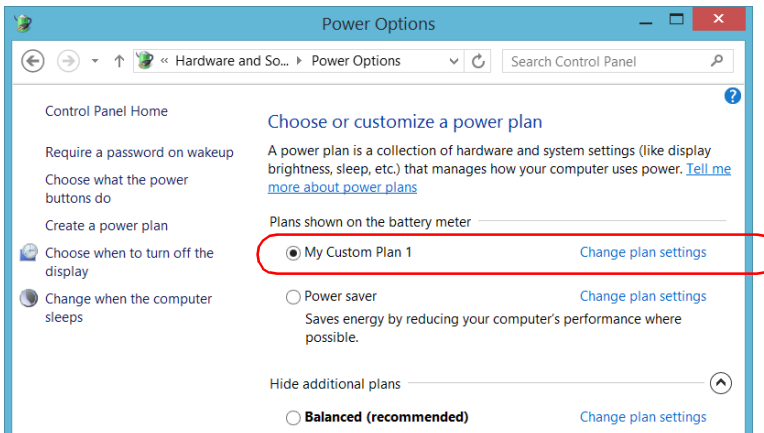 Power Options
« Hardware and So... Power Options
Search Control Panel
Control Panel Home
Require a password on wakeup
Choose what the power
buttons do
Create a power plan
Choose when to turn off the
display
Change when the computer
sleeps
Choose or customize a power plan
A power plan is a collection of hardware and system settings (like display
brightness, sleep, etc.) that manages how your computer uses power. Tell me
more about power plans
Plans shown on the battery meter
My Custom Plan 1 Change plan settings
Power saver Change plan settings
Saves energy by reducing your computer's performance where
possible.
Hide additional plans
Balanced (recommended) Change plan settings